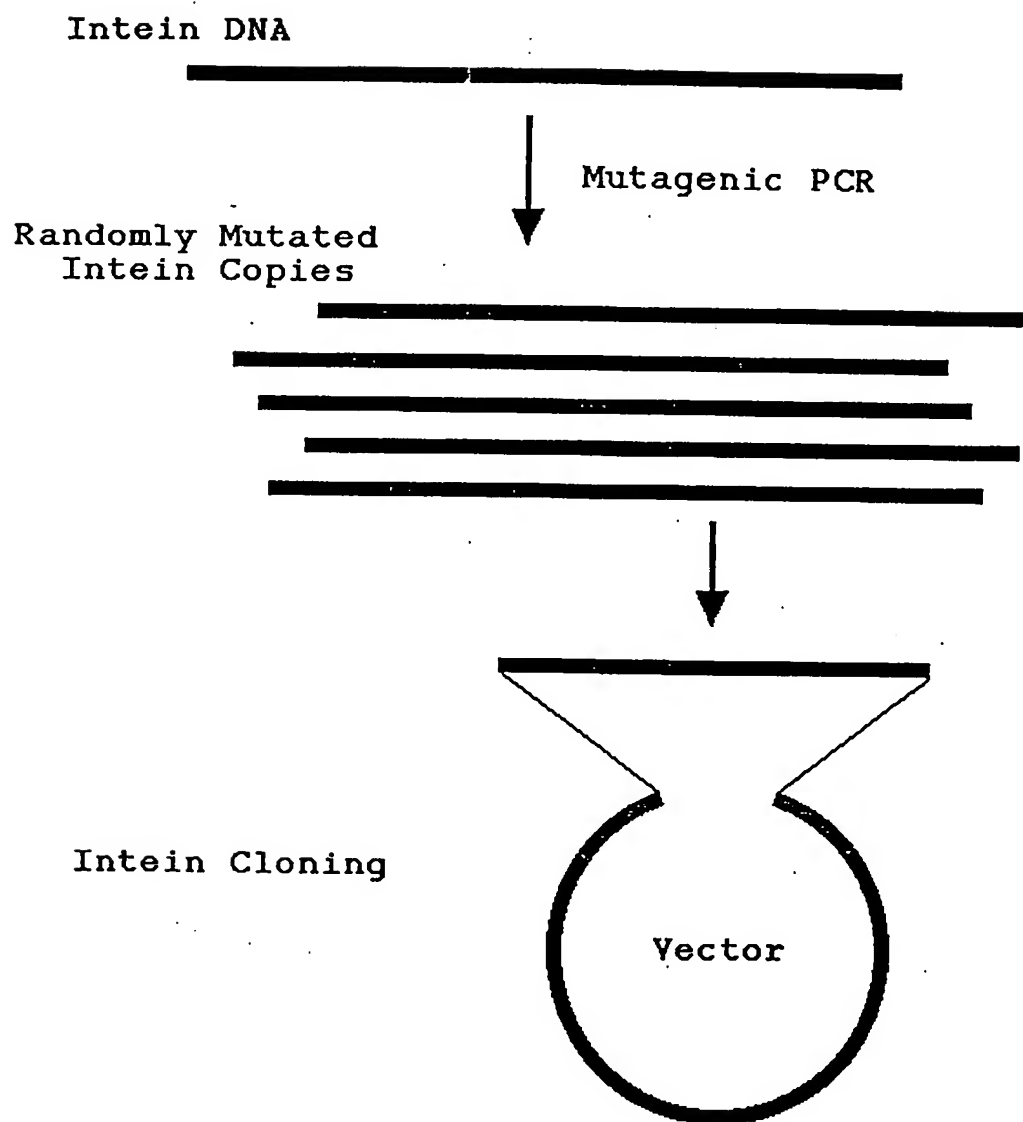 Intein DNA
Mutagenic PCR
Randomly Mutated
Intein Copies
Intein Cloning
Vector